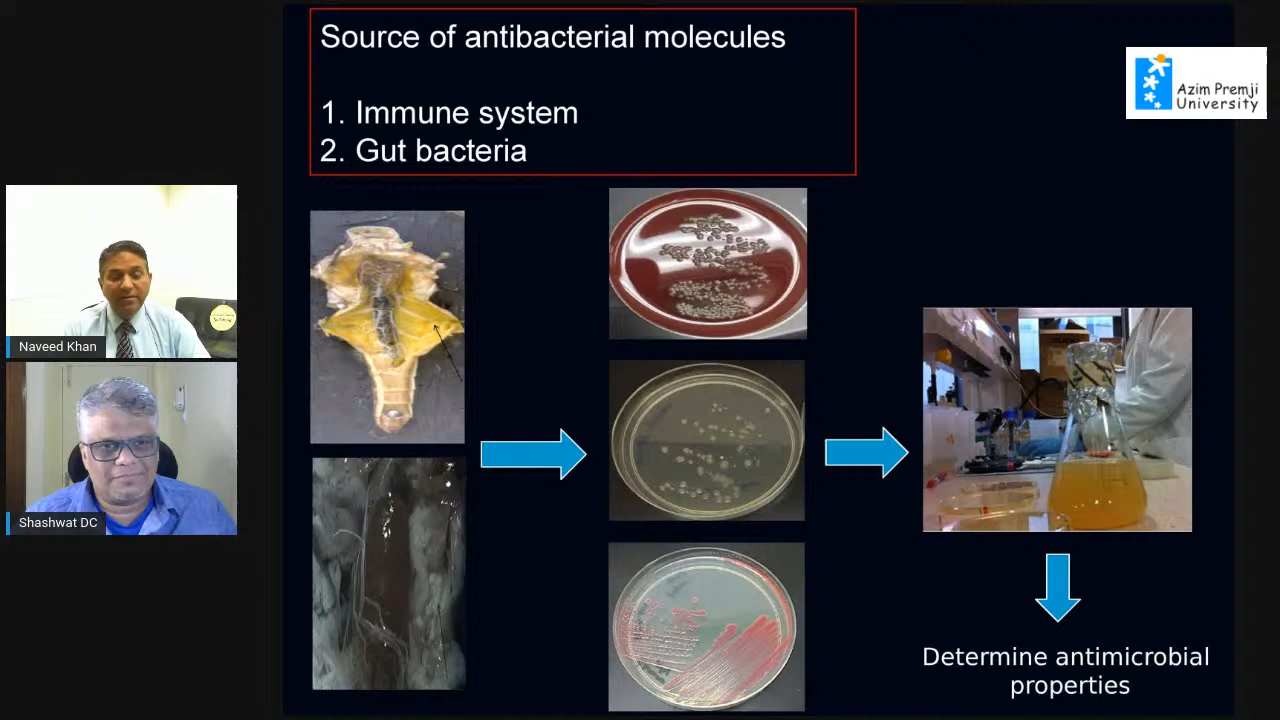 Source of antibacterial molecules
1. Immune system
2. Gut bacteria
Azim Premji
University
Naveed Khan
Shashwat DC
Determine antimicrobial
properties